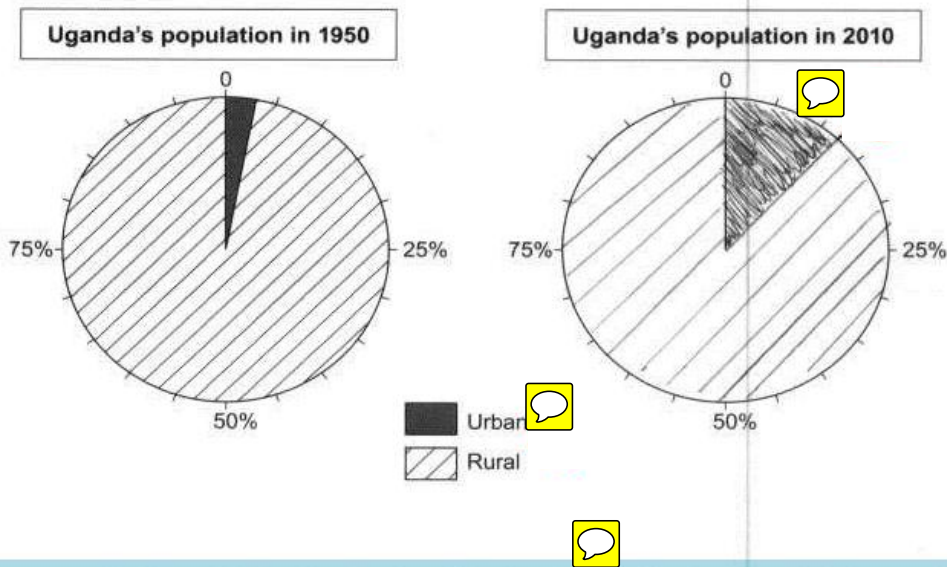 Uganda's population in 1950
0
75%
25%
50%
Uganda's population in 2010
0
75%
25%
50%
Urban
Rural